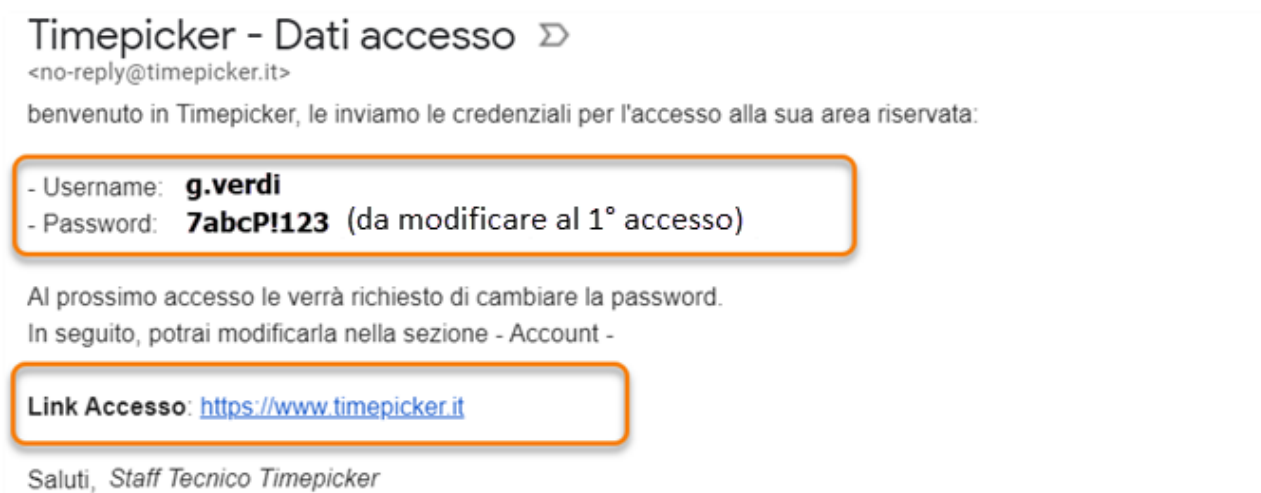 Timepicker - Dati accesso
<no-reply@timepicker.it>
benvenuto in Timepicker, le inviamo le credenziali per l'accesso alla sua area riservata:
- Username: g.verdi
- Password: 7abcP!123 (da modificare al 1° accesso)
Al prossimo accesso le verrà richiesto di cambiare la password.
In seguito, potrai modificarla nella sezione - Account -
Link Accesso: https://www.timepicker.it
Saluti, Staff Tecnico Timepicker